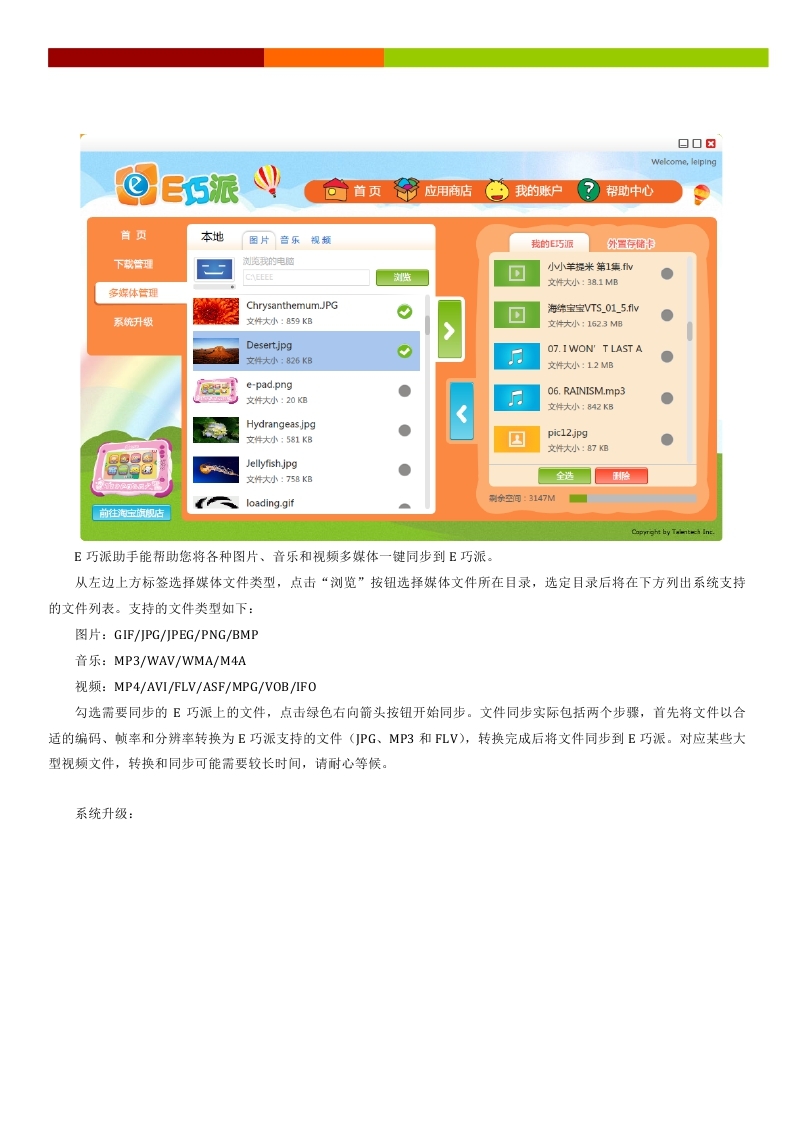 Welcome, leiping
E巧派
首 页 应用商店 我的账户 帮助中心
首 页
下载管理
多媒体管理
系统升级
前往淘宝旗舰店
本地 图片 音乐 视频
浏览我的电脑
C:\EEEE 浏览
Chrysanthemum.JPG
文件大小：859 KB
Desert.jpg
文件大小：826 KB
e-pad.png
文件大小：20 KB
Hydrangeas.jpg
文件大小：581 KB
Jellyfish.jpg
文件大小：758 KB
loading.gif
我的E巧派 外置存储卡
小小羊提米 第1集.flv
文件大小：38.1 MB
海绵宝宝VTS_01_5.flv
文件大小：162.3 MB
07. I WON’T LAST A
文件大小：1.2 MB
06. RAINISM.mp3
文件大小：842 KB
pic12.jpg
文件大小：87 KB
全选 删除
剩余空间：3147M
Copyright by Talentech Inc.
E 巧派助手能帮助您将各种图片、音乐和视频多媒体一键同步到 E 巧派。
从左边上方标签选择媒体文件类型，点击“浏览”按钮选择媒体文件所在目录，选定目录后将在下方列出系统支持
的文件列表。支持的文件类型如下：
图片：GIF/JPG/JPEG/PNG/BMP
音乐：MP3/WAV/WMA/M4A
视频：MP4/AVI/FLV/ASF/MPG/VOB/IFO
勾选需要同步的 E 巧派上的文件，点击绿色右向箭头按钮开始同步。文件同步实际包括两个步骤，首先将文件以合
适的编码、帧率和分辨率转换为 E 巧派支持的文件（JPG、MP3 和 FLV），转换完成后将文件同步到 E 巧派。对应某些大
型视频文件，转换和同步可能需要较长时间，请耐心等候。
系统升级：